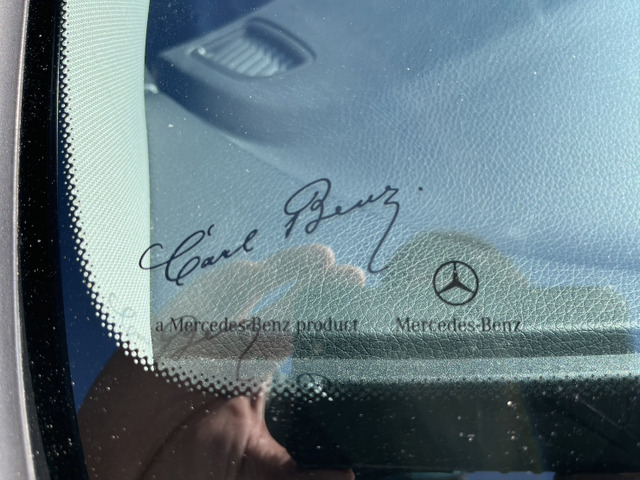 Carl Benz.
a Mercedes-Benz product
Mercedes-Benz